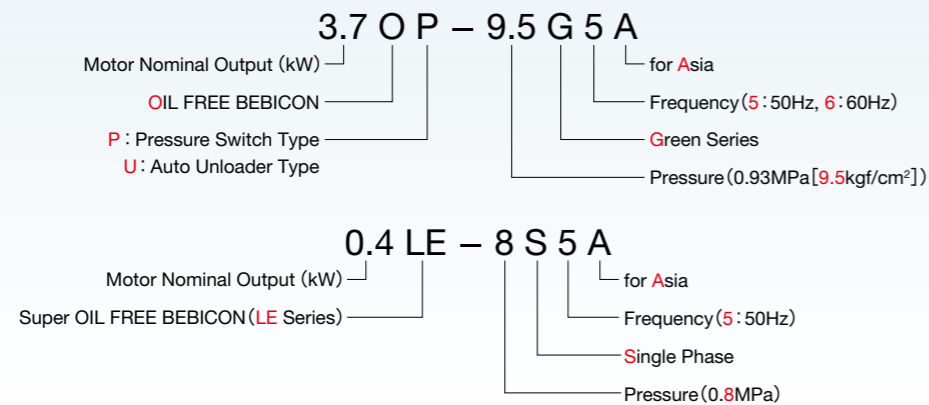 3.7 O P – 9.5 G 5 A
Motor Nominal Output (kW)
for Asia
OIL FREE BEBICON
Frequency(5:50Hz, 6:60Hz)
P : Pressure Switch Type
Green Series
U : Auto Unloader Type
Pressure(0.93MPa[9.5kgf/cm²])
0.4 LE – 8 S 5 A
Motor Nominal Output (kW)
for Asia
Super OIL FREE BEBICON(LE Series)
Frequency(5:50Hz)
Single Phase
Pressure(0.8MPa)